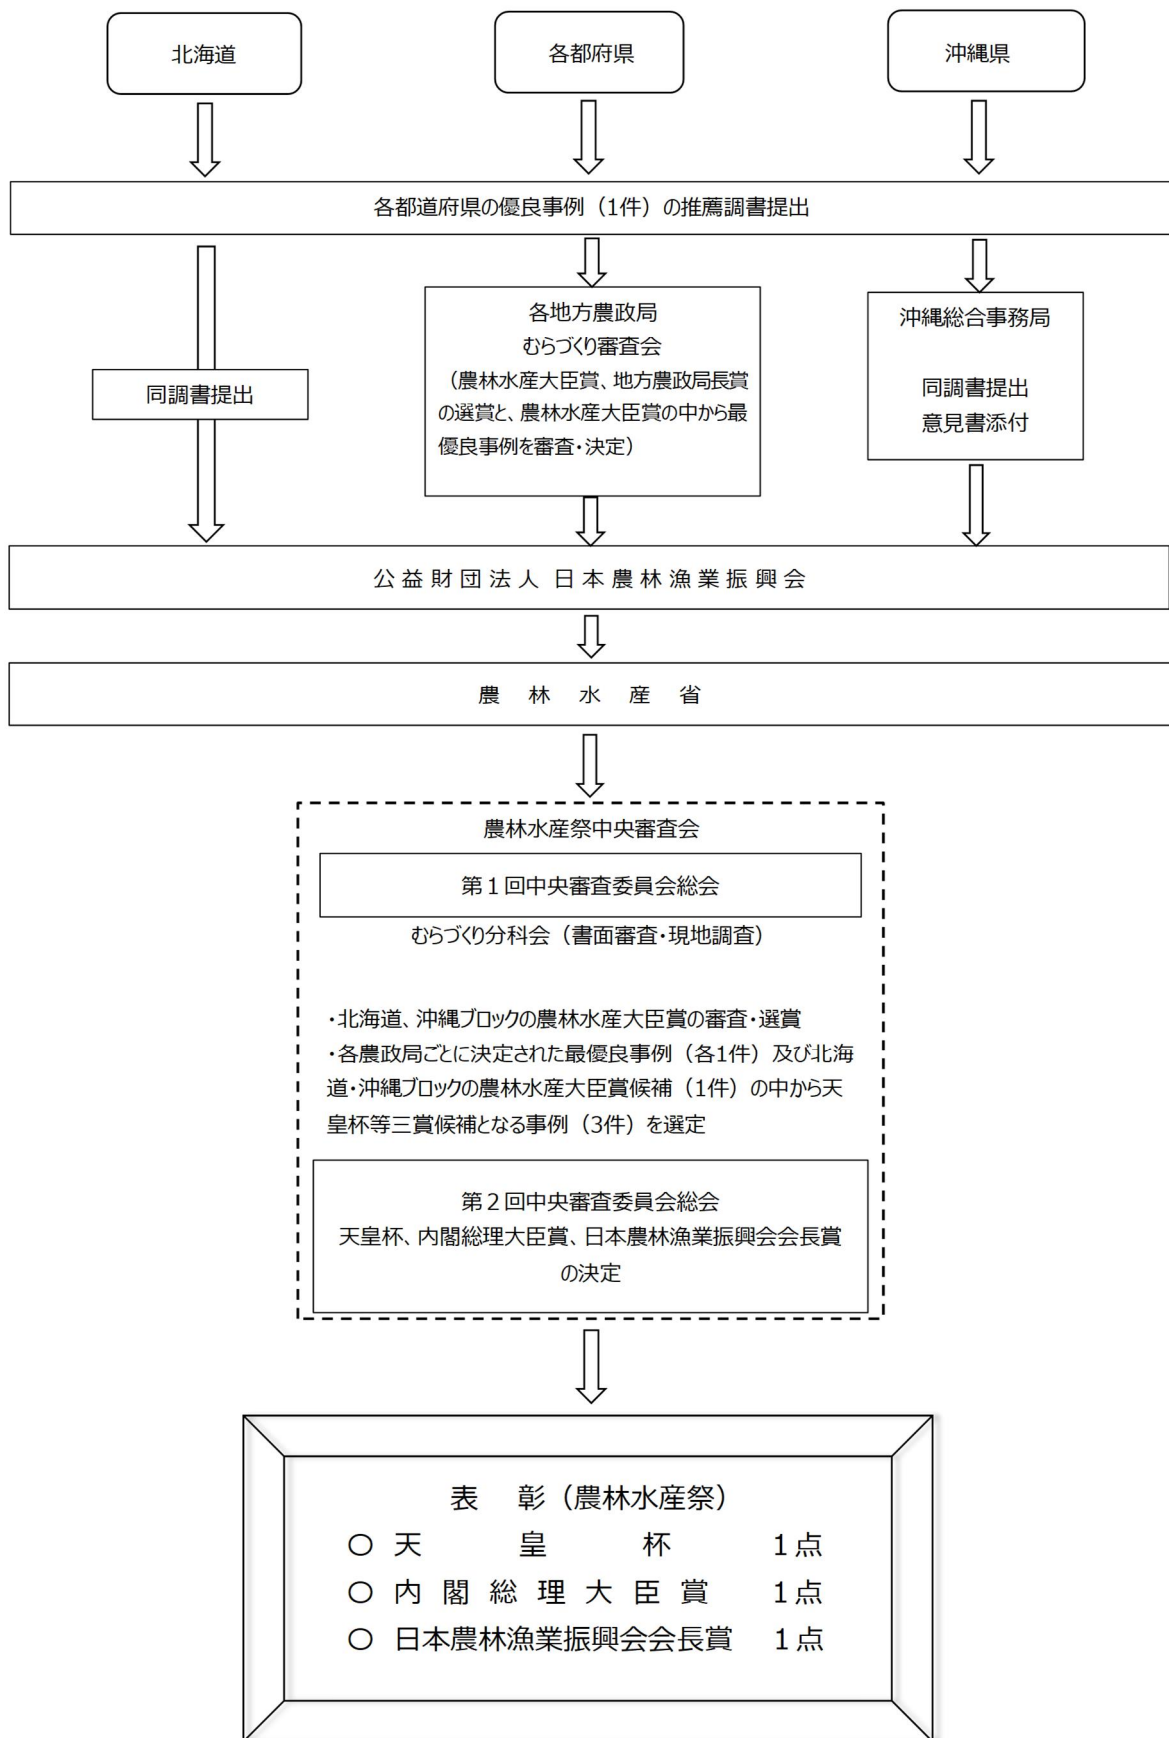 北海道
各都府県
沖縄県
各都道府県の優良事例（1件）の推薦調書提出
同調書提出
各地方農政局
むらづくり審査会
（農林水産大臣賞、地方農政局長賞
の選賞と、農林水産大臣賞の中から最
優良事例を審査・決定）
沖縄総合事務局
同調書提出
意見書添付
公益財団法人 日本農林漁業振興会
農林水産省
農林水産祭中央審査会
第１回中央審査委員会総会
むらづくり分科会（書面審査・現地調査）
・北海道、沖縄ブロックの農林水産大臣賞の審査・選賞
・各農政局ごとに決定された最優良事例（各1件）及び北海
道・沖縄ブロックの農林水産大臣賞候補（1件）の中から天
皇杯等三賞候補となる事例（3件）を選定
第２回中央審査委員会総会
天皇杯、内閣総理大臣賞、日本農林漁業振興会会長賞
の決定
表　彰（農林水産祭）
○ 天　皇　杯　1点
○ 内閣総理大臣賞　1点
○ 日本農林漁業振興会会長賞　1点